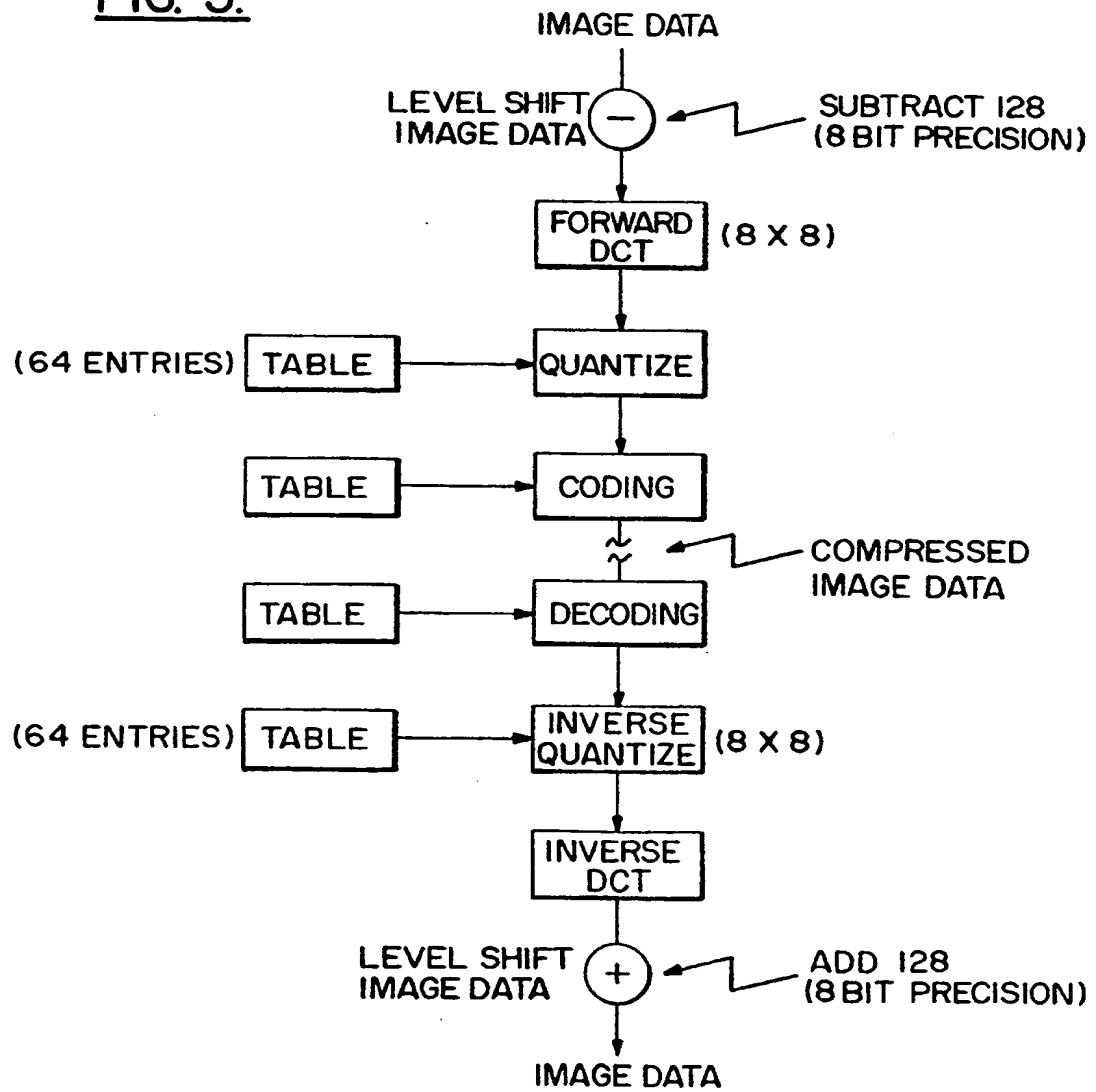 FIG. 5.
IMAGE DATA
LEVEL SHIFT
IMAGE DATA
−
SUBTRACT 128
(8 BIT PRECISION)
FORWARD
DCT
(8 X 8)
(64 ENTRIES)
TABLE
QUANTIZE
TABLE
CODING
COMPRESSED
IMAGE DATA
TABLE
DECODING
(64 ENTRIES)
TABLE
INVERSE
QUANTIZE
(8 X 8)
INVERSE
DCT
LEVEL SHIFT
IMAGE DATA
+
ADD 128
(8 BIT PRECISION)
IMAGE DATA